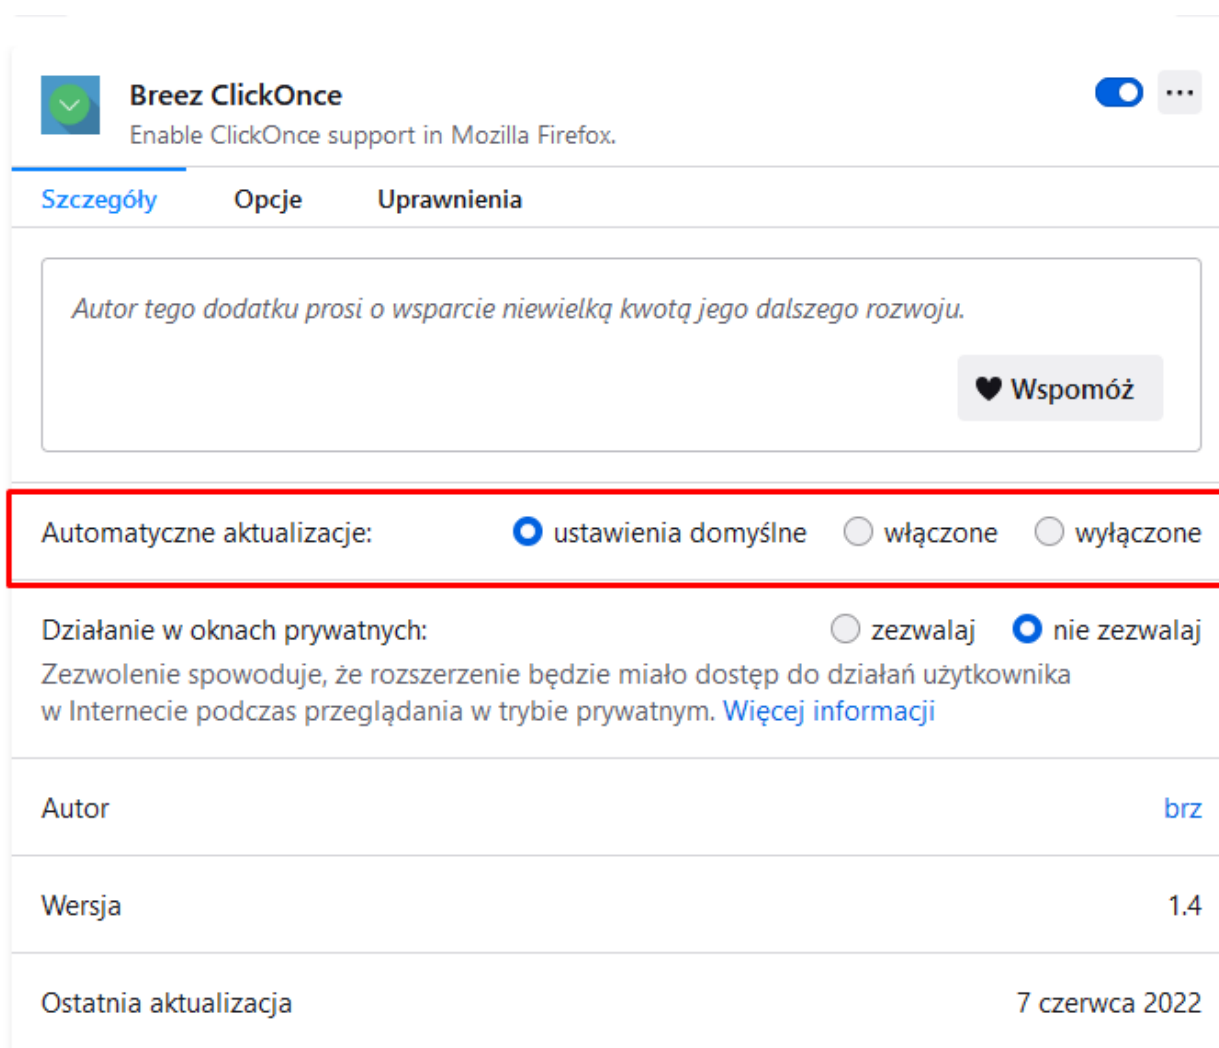 Breez ClickOnce
Enable ClickOnce support in Mozilla Firefox.
Szczegóły Opcje Uprawnienia
Autor tego dodatku prosi o wsparcie niewielką kwotą jego dalszego rozwoju.
Wspomóż
Automatyczne aktualizacje: ustawienia domyślne włączone wyłączone
Działanie w oknach prywatnych: zezwalaj nie zezwalaj
Zezwolenie spowoduje, że rozszerzenie będzie miało dostęp do działań użytkownika
w Internecie podczas przeglądania w trybie prywatnym. Więcej informacji
Autor brz
Wersja 1.4
Ostatnia aktualizacja 7 czerwca 2022